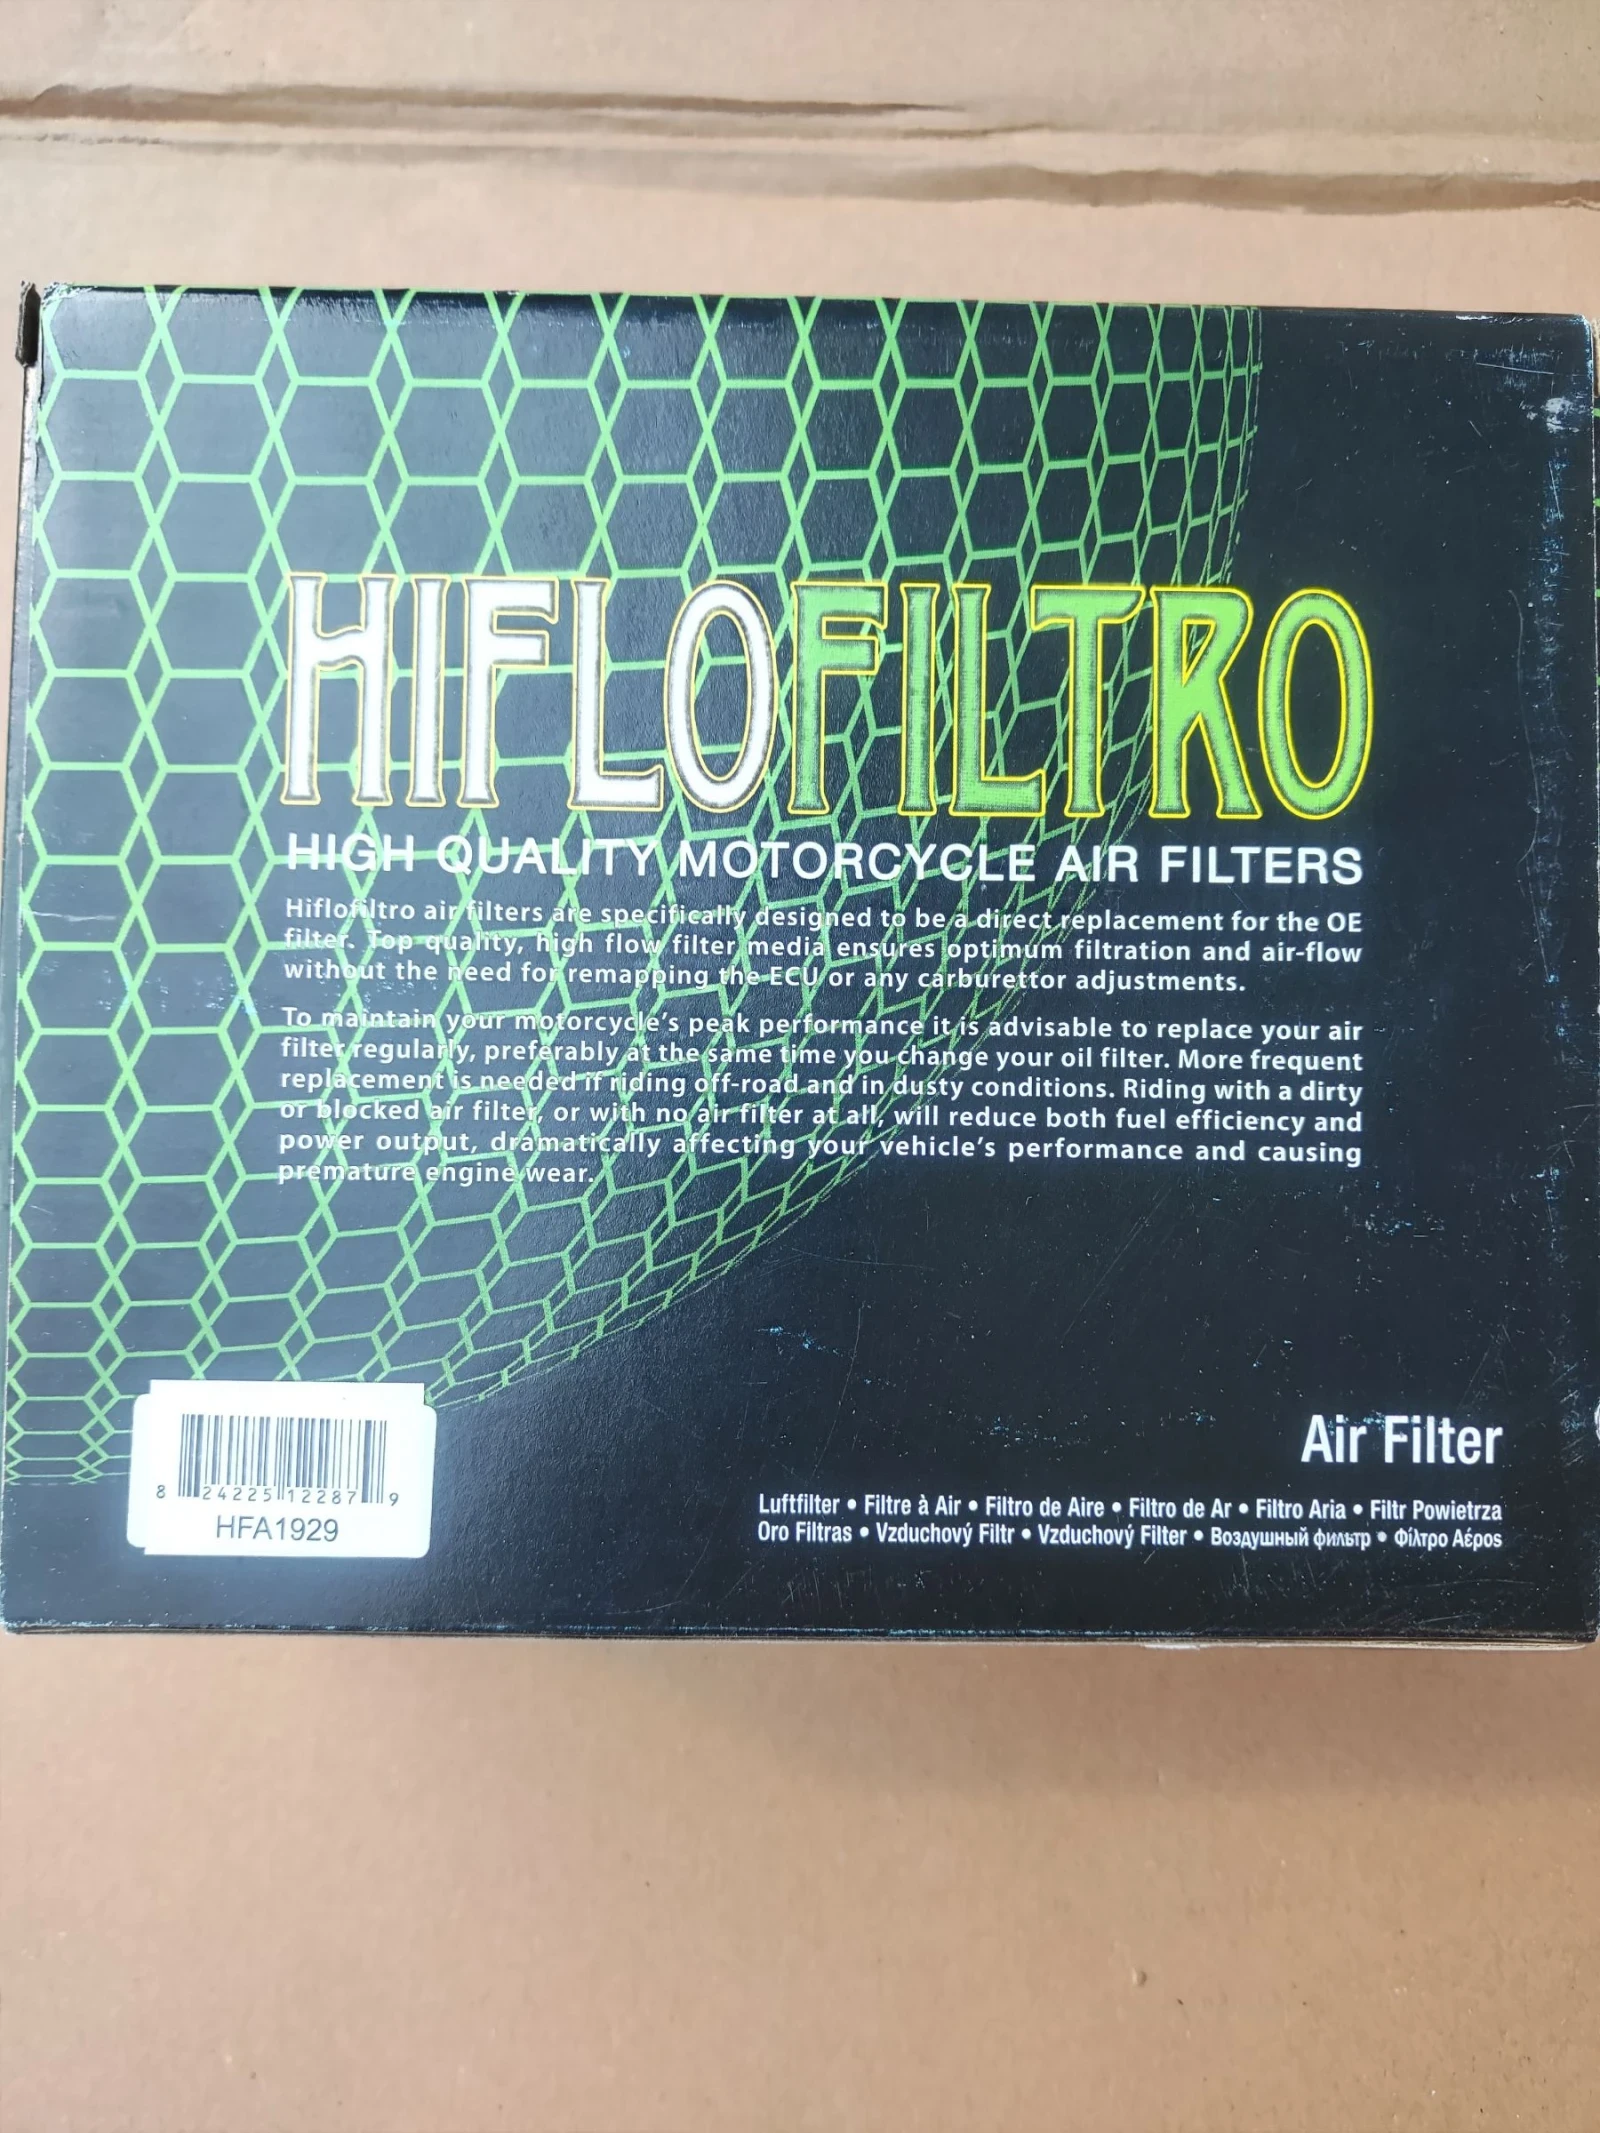 HIFLOFILTRO
HIGH QUALITY MOTORCYCLE AIR FILTERS
Hiflofiltro air filters are specifically designed to be a direct replacement for the OE
filter. Top quality, high flow filter media ensures optimum filtration and air-flow
without the need for remapping the ECU or any carburettor adjustments.
To maintain your motorcycle's peak performance it is advisable to replace your air
filter regularly, preferably at the same time you change your oil filter. More frequent
replacement is needed if riding off-road and in dusty conditions. Riding with a dirty
or blocked air filter, or with no air filter at all, will reduce both fuel efficiency and
power output, dramatically affecting your vehicle's performance and causing
premature engine wear.
Air Filter
Luftfilter • Filtre à Air • Filtro de Aire • Filtro de Ar • Filtro Aria • Filtr Powietrza
Oro Filtras • Vzduchový Filtr • Vzduchový Filter • Воздушный фильтр • Φίλτρο Αέρος
8 24225 12287 9
HFA1929